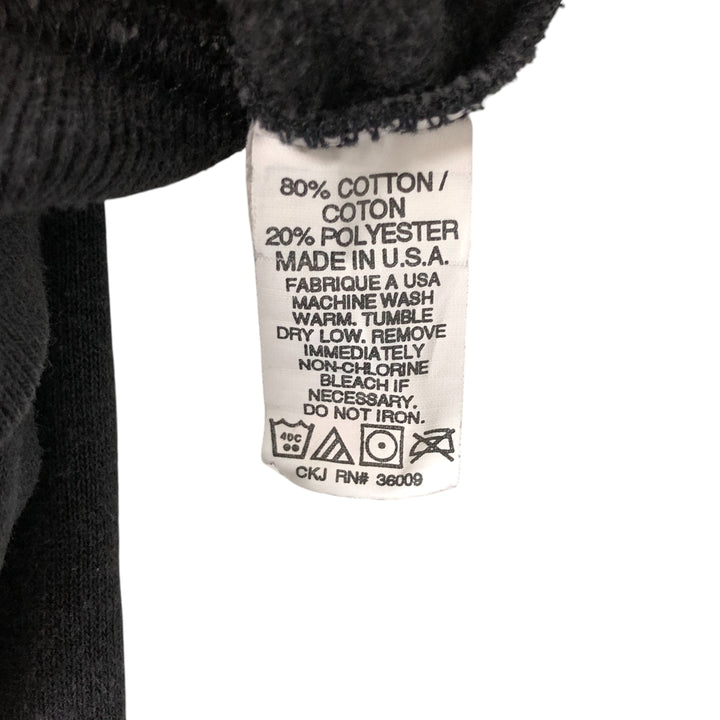 80% COTTON /
COTON
20% POLYESTER
MADE IN U.S.A.
FABRIQUE A USA
MACHINE WASH
WARM. TUMBLE
DRY LOW. REMOVE
IMMEDIATELY
NON-CHLORINE
BLEACH IF
NECESSARY.
DO NOT IRON.
40C
CKJ RN# 36009